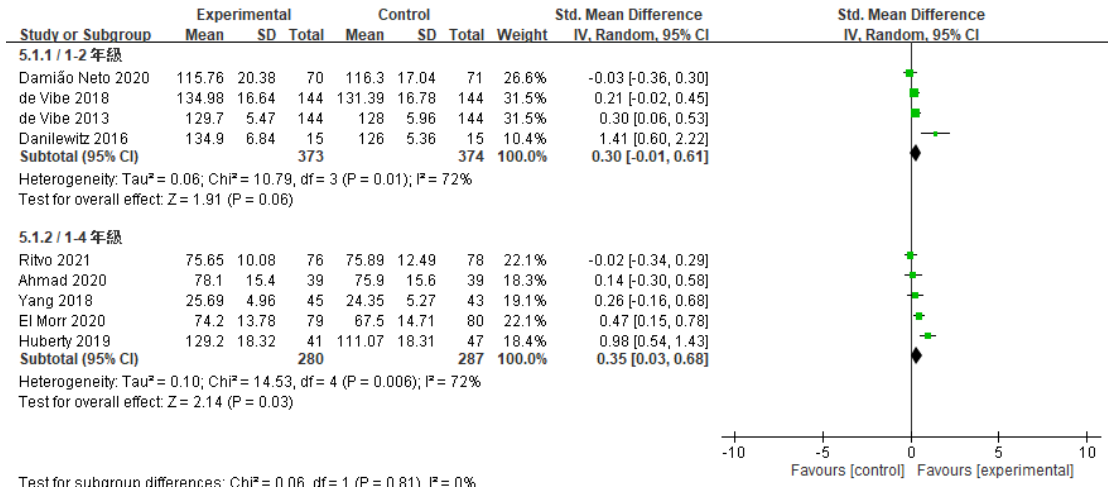 Experimental Control Std. Mean Difference Std. Mean Difference
Study or Subgroup Mean SD Total Mean SD Total Weight IV, Random, 95% CI IV, Random, 95% CI
5.1.1 / 1-2 年級
Damião Neto 2020 115.76 20.38 70 116.3 17.04 71 26.6% -0.03 [-0.36, 0.30]
de Vibe 2018 134.98 16.64 144 131.39 16.78 144 31.5% 0.21 [-0.02, 0.45]
de Vibe 2013 129.7 5.47 144 128 5.96 144 31.5% 0.30 [0.06, 0.53]
Danilewitz 2016 134.9 6.84 15 126 5.36 15 10.4% 1.41 [0.60, 2.22]
Subtotal (95% CI) 373 374 100.0% 0.30 [-0.01, 0.61]
Heterogeneity: Tau² = 0.06; Chi² = 10.79, df = 3 (P = 0.01); I² = 72%
Test for overall effect: Z = 1.91 (P = 0.06)
5.1.2 / 1-4 年級
Ritvo 2021 75.65 10.08 76 75.89 12.49 78 22.1% -0.02 [-0.34, 0.29]
Ahmad 2020 78.1 15.4 39 75.9 15.6 39 18.3% 0.14 [-0.30, 0.58]
Yang 2018 25.69 4.96 45 24.35 5.27 43 19.1% 0.26 [-0.16, 0.68]
El Morr 2020 74.2 13.78 79 67.5 14.71 80 22.1% 0.47 [0.15, 0.78]
Huberty 2019 129.2 18.32 41 111.07 18.31 47 18.4% 0.98 [0.54, 1.43]
Subtotal (95% CI) 280 287 100.0% 0.35 [0.03, 0.68]
Heterogeneity: Tau² = 0.10; Chi² = 14.53, df = 4 (P = 0.006); I² = 72%
Test for overall effect: Z = 2.14 (P = 0.03)
-10 -5 0 5 10
Favours [control] Favours [experimental]
Test for subgroup differences: Chi² = 0.06, df = 1 (P = 0.81), I² = 0%